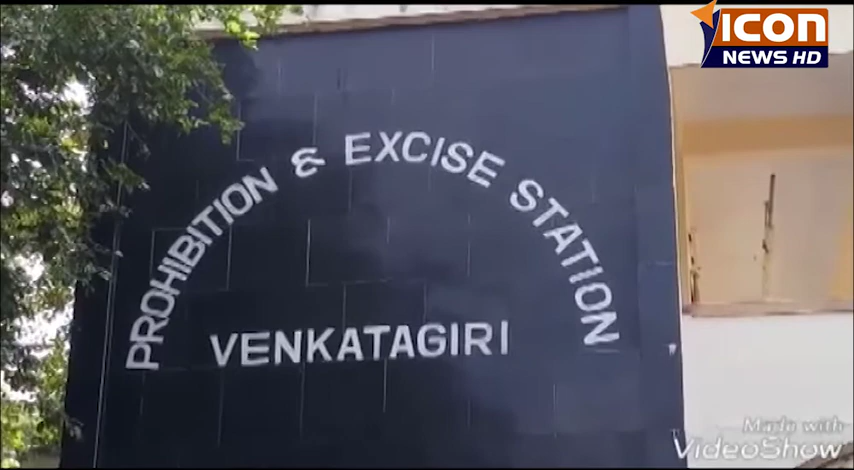 ICON
NEWS HD
PROHIBITION & EXCISE STATION
VENKATAGIRI
Made with
VideoShow